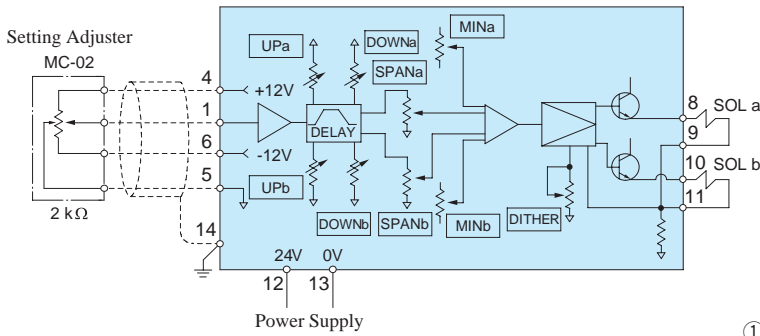 Setting Adjuster
MC-02
2 kΩ
4
1
6
5
14
+12V
-12V
UPa
DOWNa
SPANa
MINa
DELAY
UPb
DOWNb
SPANb
MINb
DITHER
8
SOL a
9
10
SOL b
11
24V
0V
12
13
Power Supply
①